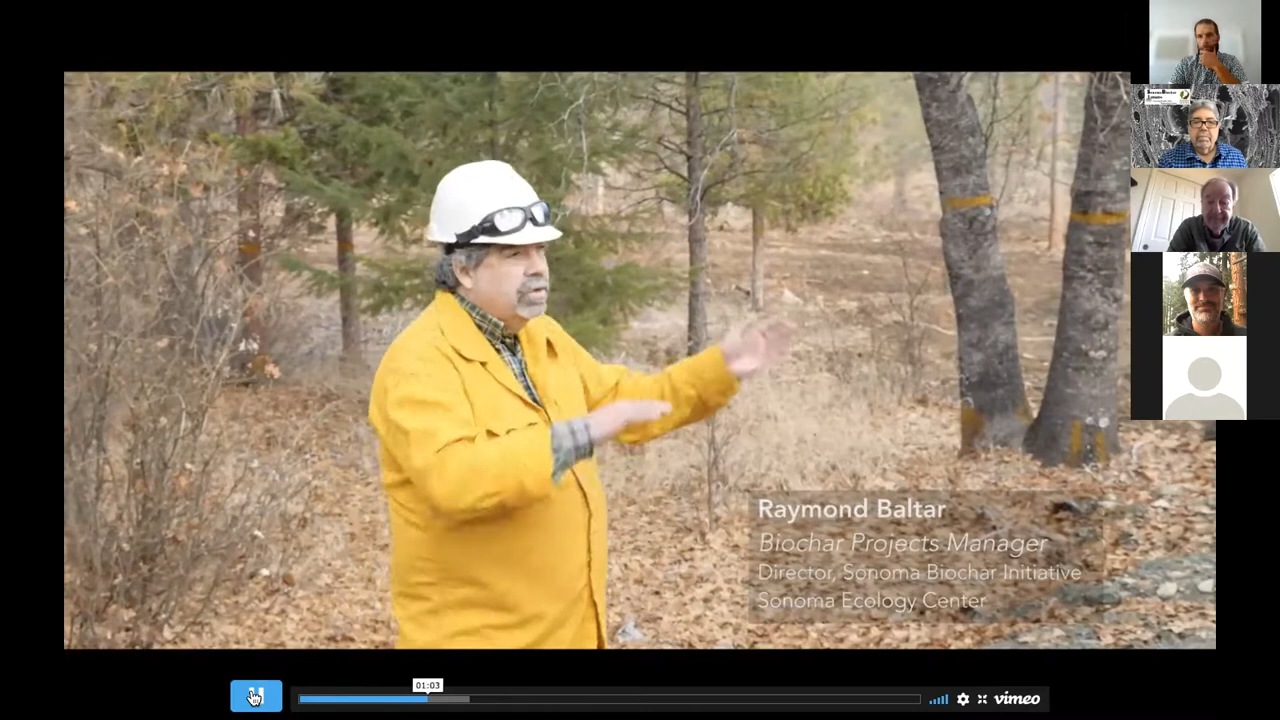 Raymond Baltar
Biochar Projects Manager
Director, Sonoma Biochar Initiative
Sonoma Ecology Center
01:03
vimeo